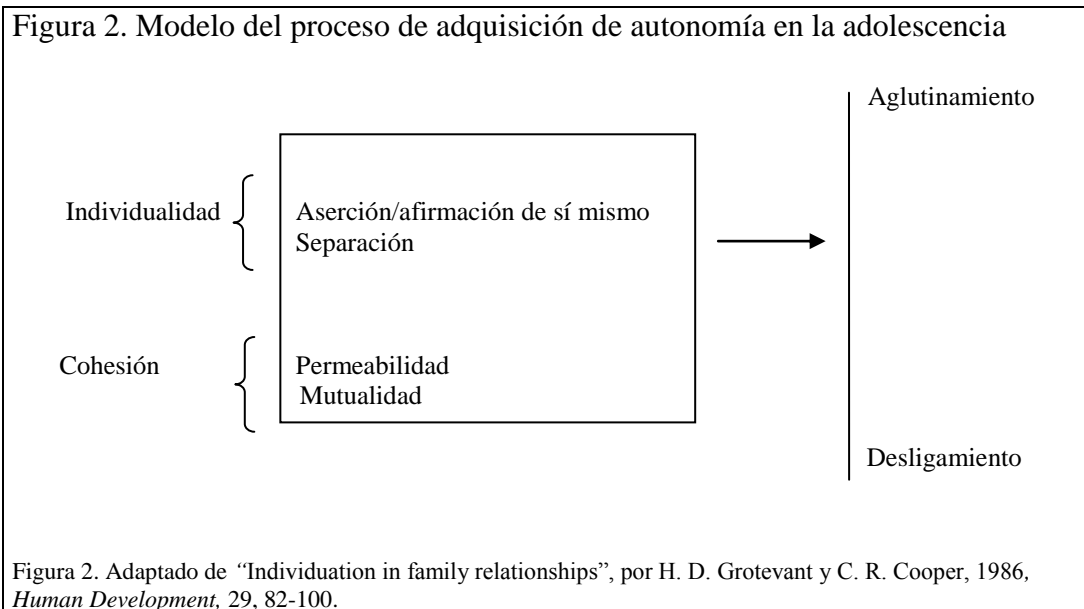 Figura 2. Modelo del proceso de adquisición de autonomía en la adolescencia
Aglutinamiento
Individualidad
Aserción/afirmación de sí mismo
Separación
Cohesión
Permeabilidad
Mutualidad
Desligamiento
Figura 2. Adaptado de “Individuation in family relationships”, por H. D. Grotevant y C. R. Cooper, 1986,
Human Development, 29, 82-100.